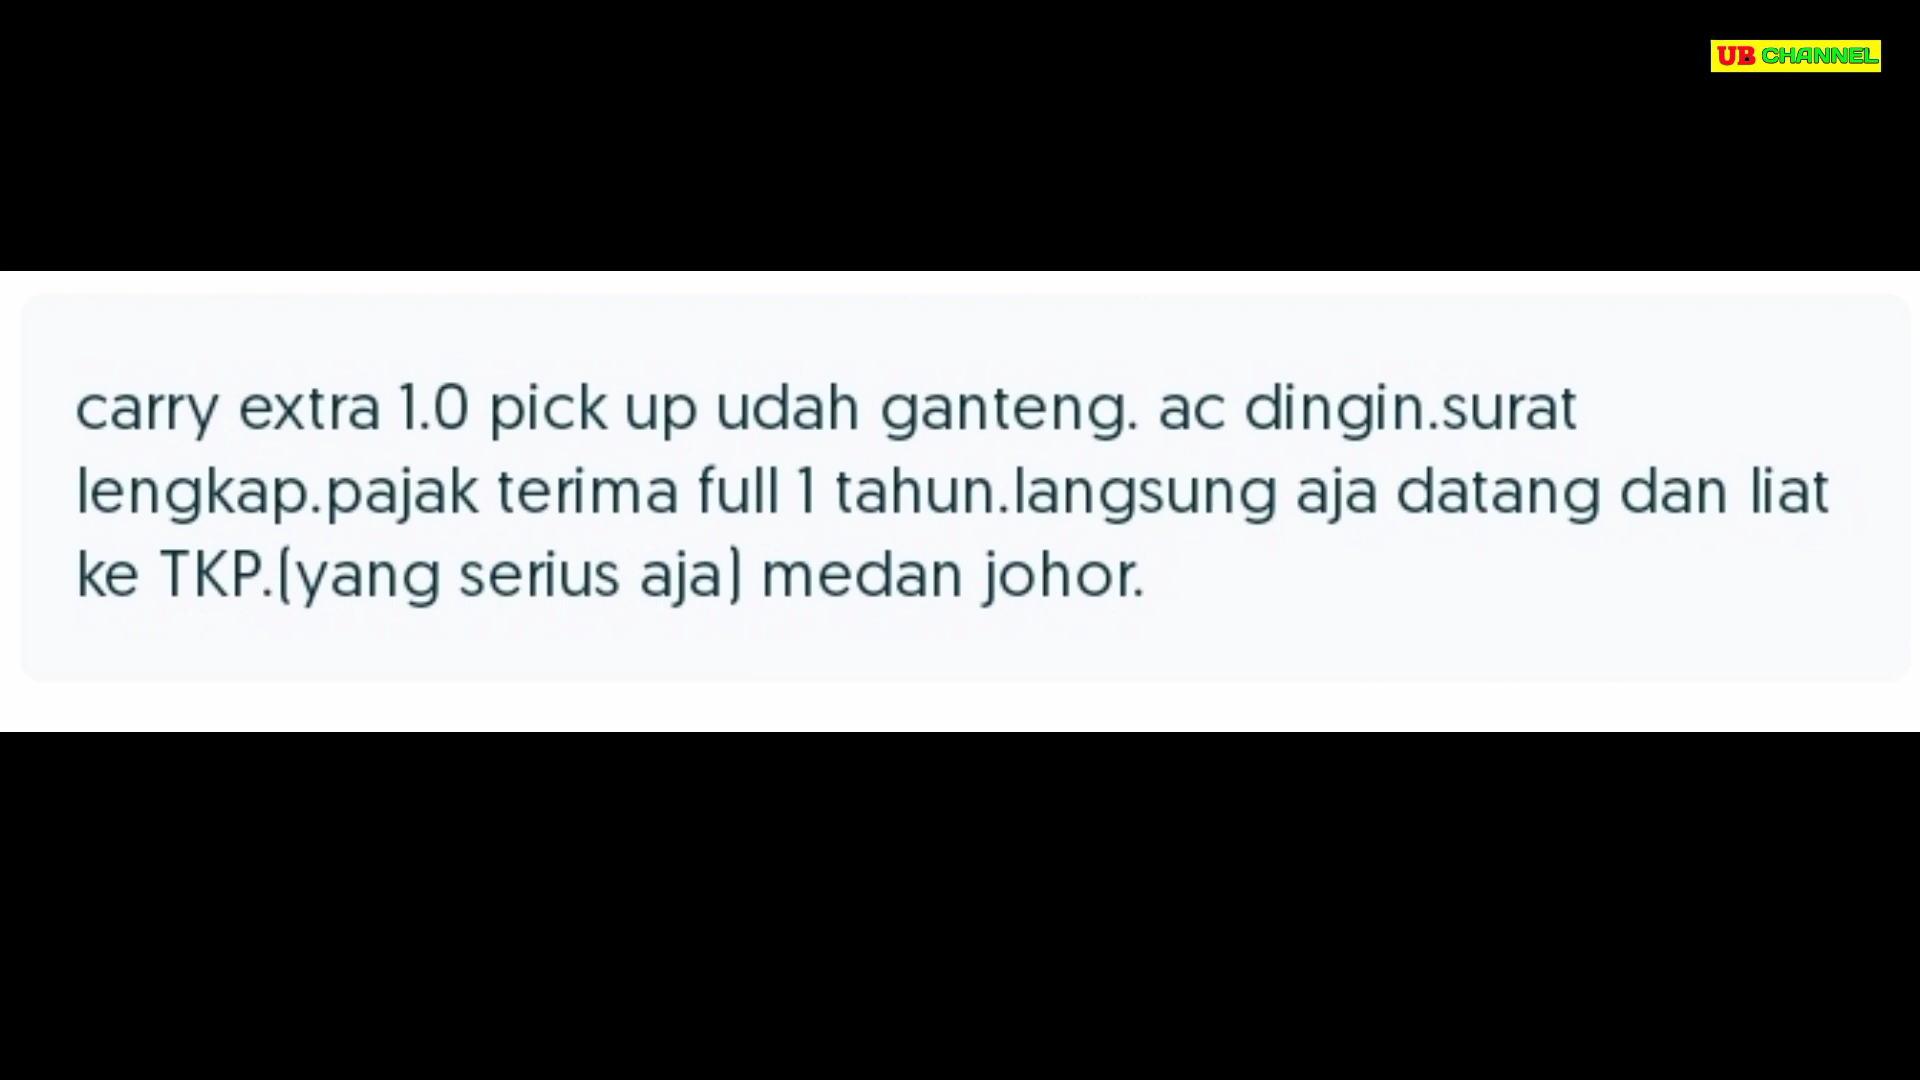 UB CHANNEL
carry extra 1.0 pick up udah ganteng. ac dingin.surat
lengkap.pajak terima full 1 tahun.langsung aja datang dan liat
ke TKP.(yang serius aja) medan johor.